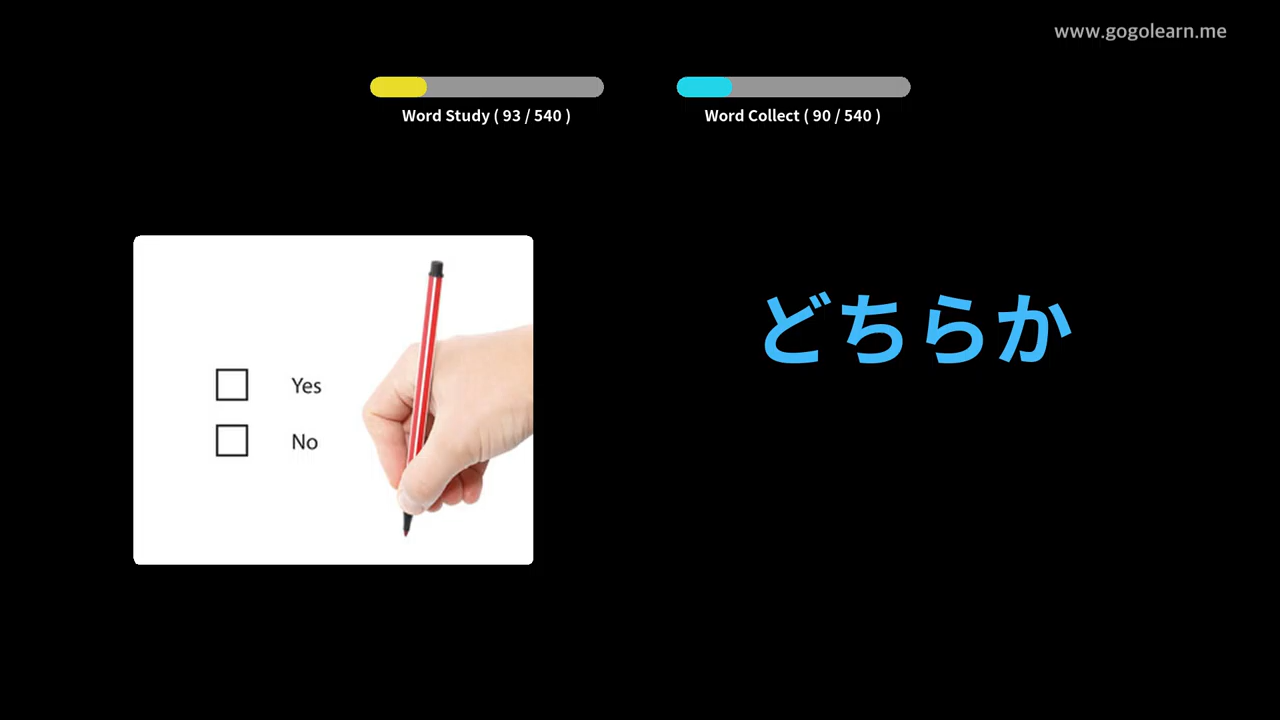 www.gogolearn.me
Word Study ( 93 / 540 )
Word Collect ( 90 / 540 )
どちらか
Yes
No